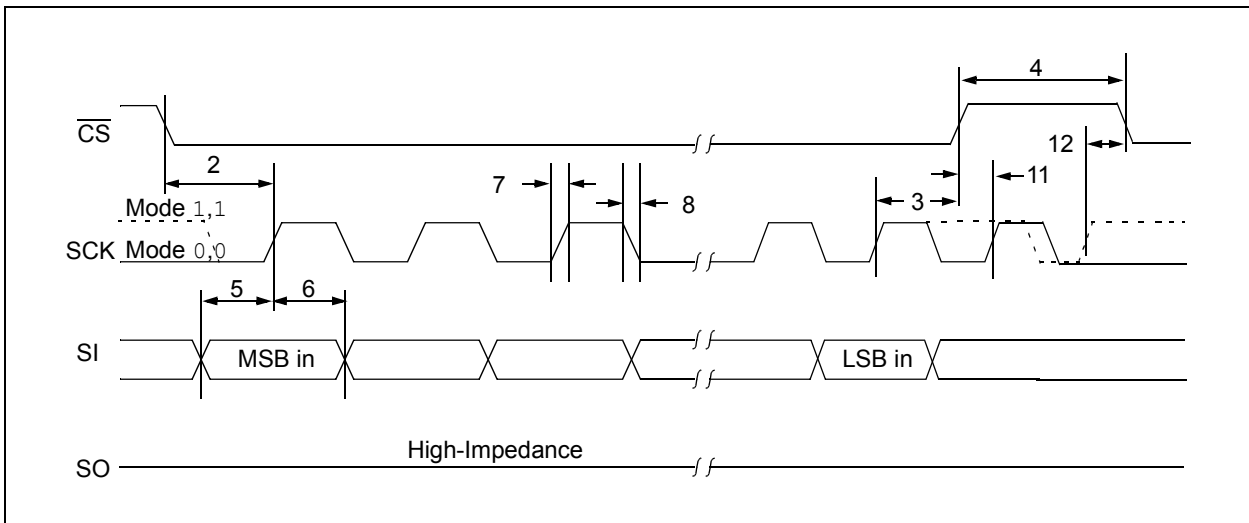 4
CS
12
2
7
8
3
11
Mode 1,1
SCK Mode 0,0
5
6
SI
MSB in
LSB in
High-Impedance
SO